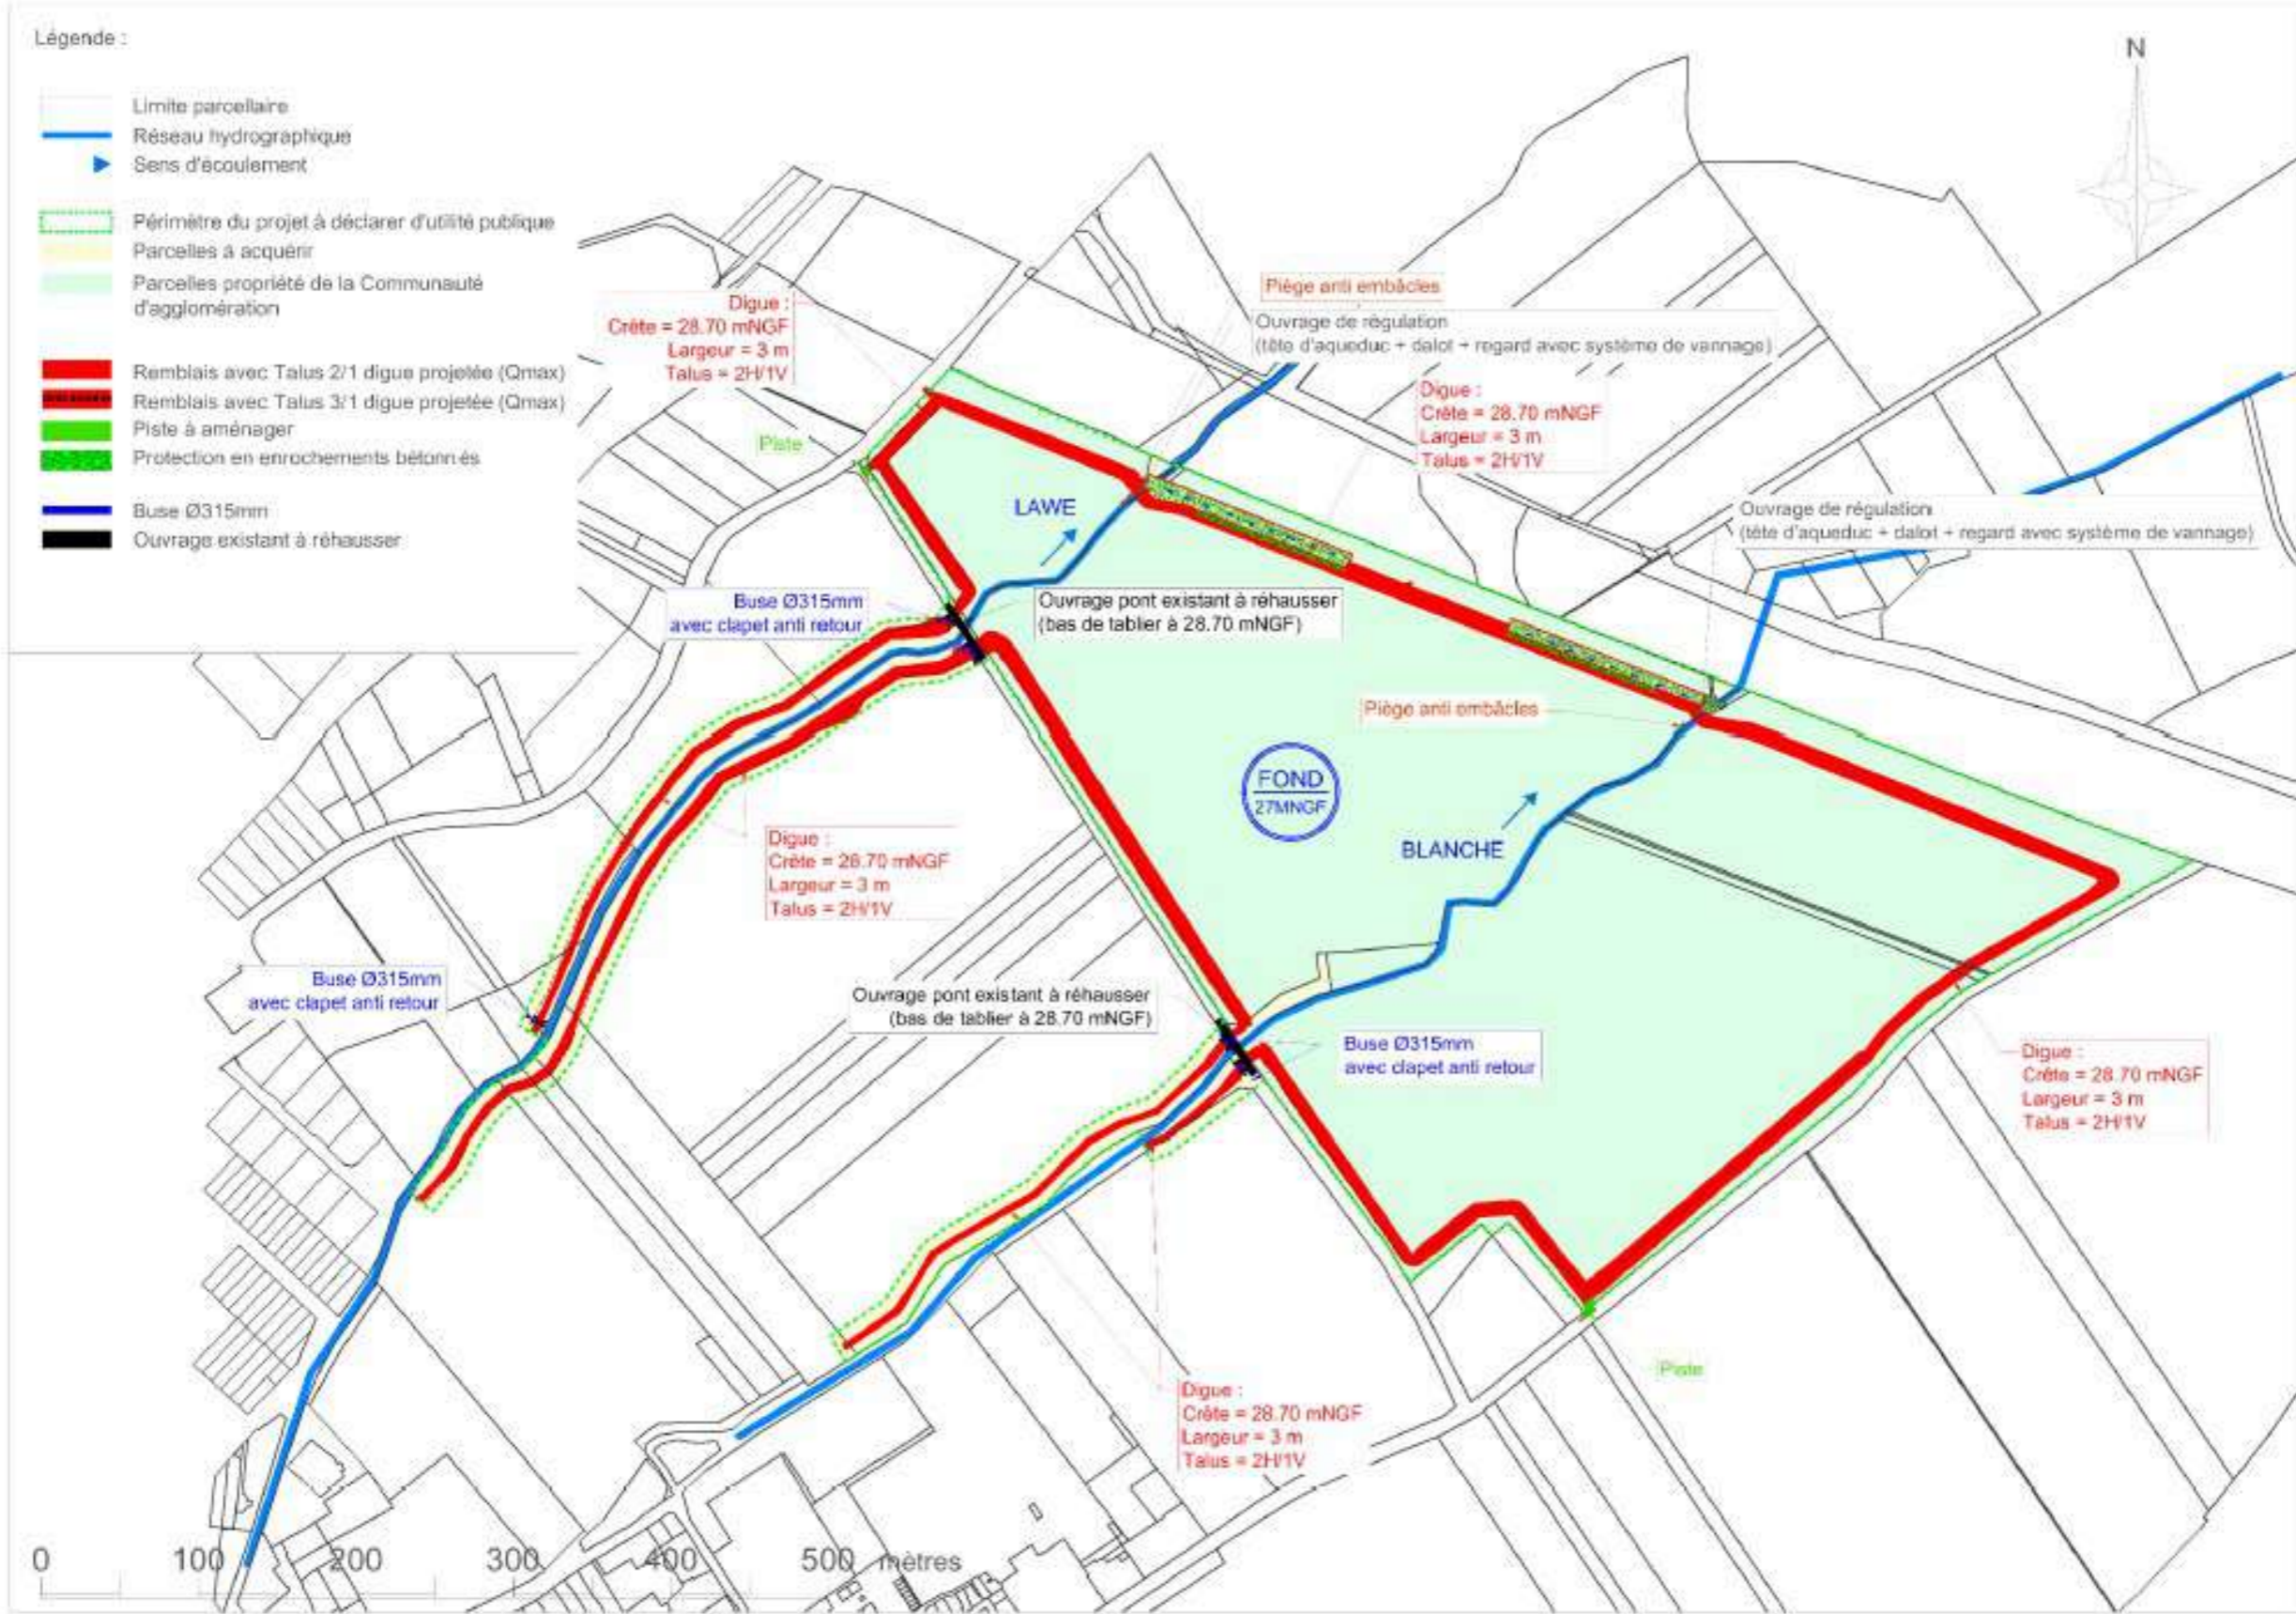 Légende :
Limite parcellaire
Réseau hydrographique
Sens d'écoulement
Périmètre du projet à déclarer d'utilité publique
Parcelles à acquérir
Parcelles propriété de la Communauté
d'agglomération
Remblais avec Talus 2/1 digue projetée (Qmax)
Remblais avec Talus 3/1 digue projetée (Qmax)
Piste à aménager
Protection en enrochements bétonnés
Buse Ø315mm
Ouvrage existant à réhausser
N
Digue :
Crête = 28.70 mNGF
Largeur = 3 m
Talus = 2H/1V
Piège anti embâcles
Ouvrage de régulation
(tête d'aqueduc + dalot + regard avec système de vannage)
Digue :
Crête = 28.70 mNGF
Largeur = 3 m
Talus = 2H/1V
Piste
LAWE
Ouvrage de régulation
(tête d'aqueduc + dalot + regard avec système de vannage)
Buse Ø315mm
avec clapet anti retour
Ouvrage pont existant à réhausser
(bas de tablier à 28.70 mNGF)
Piège anti embâcles
FOND
27MNGF
BLANCHE
Digue :
Crête = 28.70 mNGF
Largeur = 3 m
Talus = 2H/1V
Buse Ø315mm
avec clapet anti retour
Ouvrage pont existant à réhausser
(bas de tablier à 28.70 mNGF)
Buse Ø315mm
avec clapet anti retour
Digue :
Crête = 28.70 mNGF
Largeur = 3 m
Talus = 2H/1V
Piste
Digue :
Crête = 28.70 mNGF
Largeur = 3 m
Talus = 2H/1V
0 100 200 300 400 500 mètres